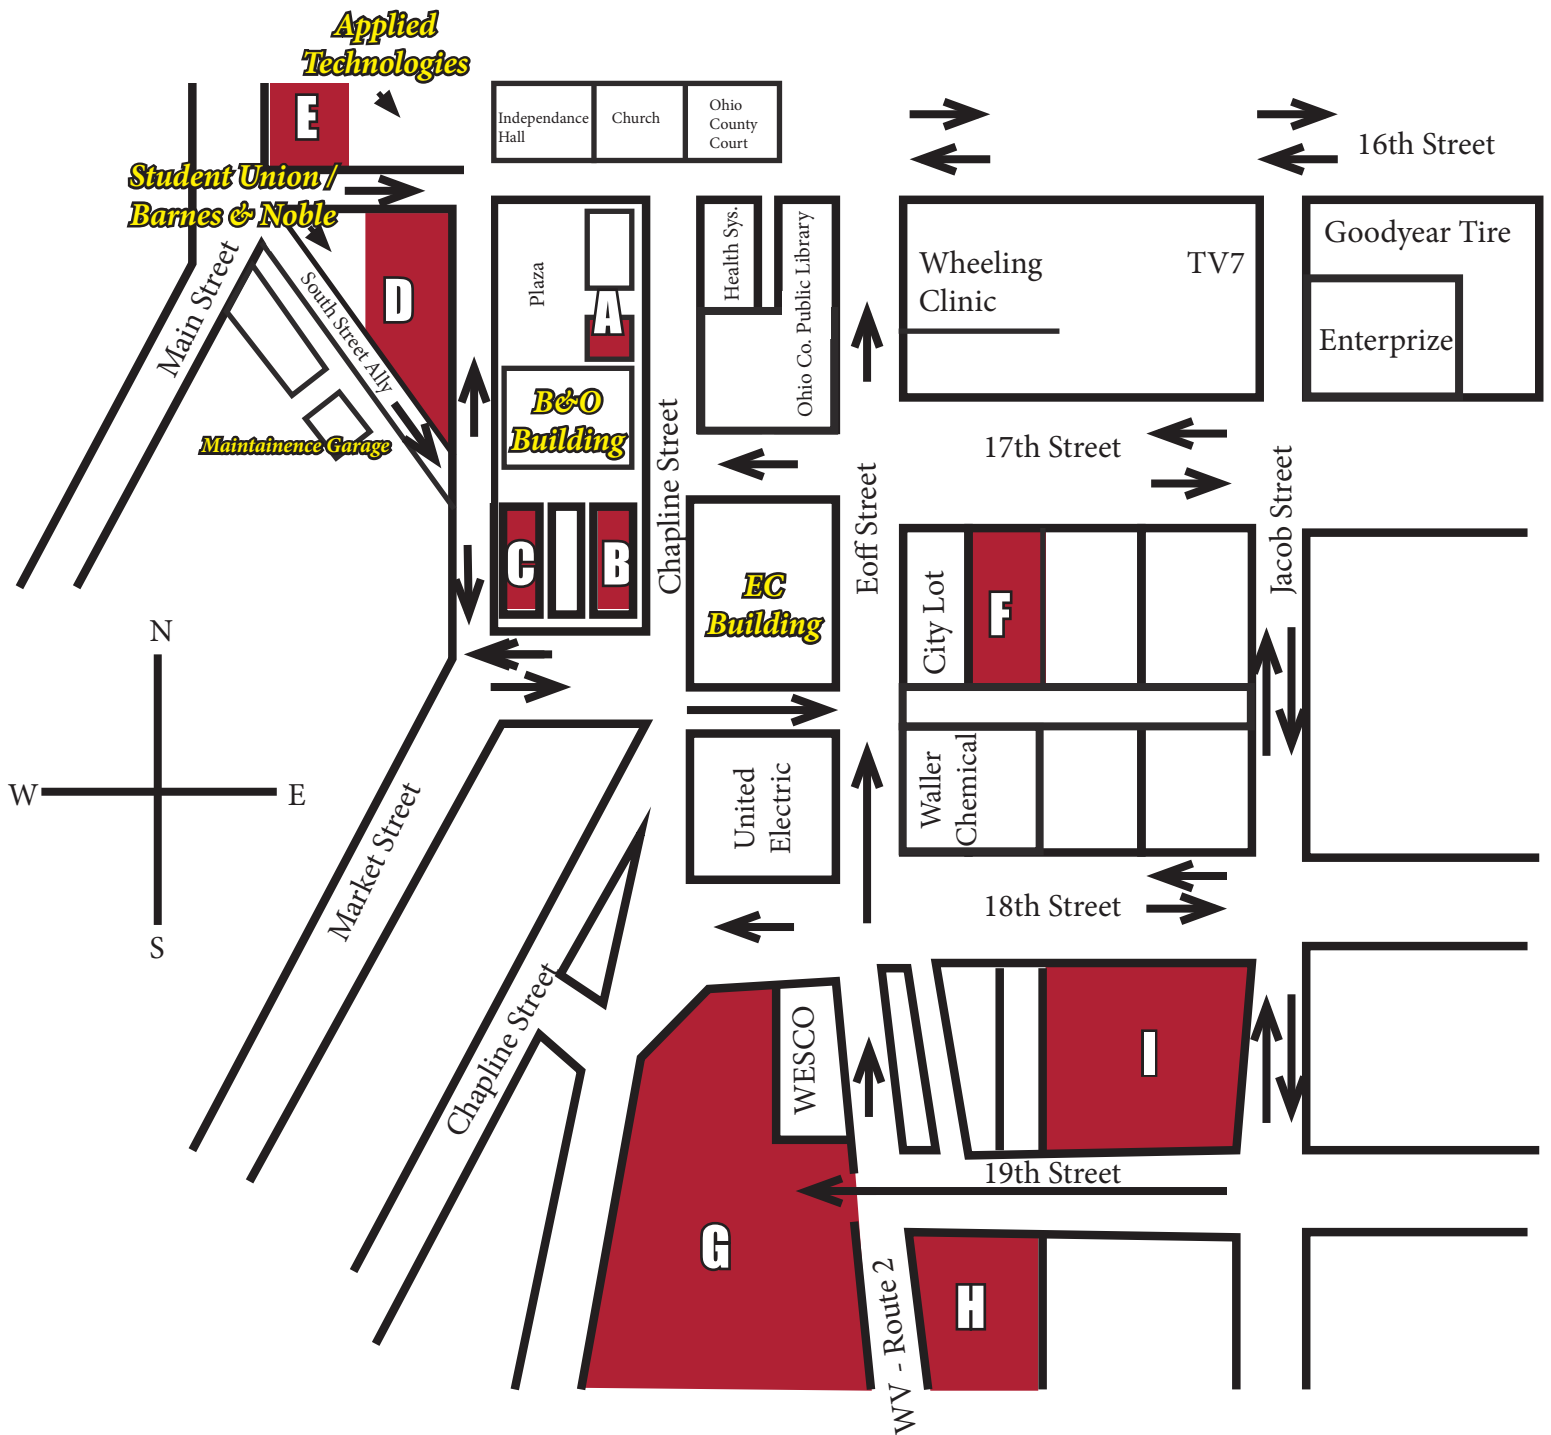 Applied
Technologies
E
Independance
Hall
Church
Ohio
County
Court
16th Street
Student Union /
Barnes & Noble
Main Street
South Street Ally
D
Plaza
A
Health Sys.
Ohio Co. Public Library
Wheeling
Clinic
TV7
Goodyear Tire
Enterprize
B&O
Building
Maintainence Garage
Chapline Street
17th Street
Eoff Street
Jacob Street
C
B
EC
Building
City Lot
F
N
W
E
S
Market Street
United
Electric
Waller
Chemical
18th Street
Chapline Street
WESCO
I
19th Street
G
H
WV - Route 2